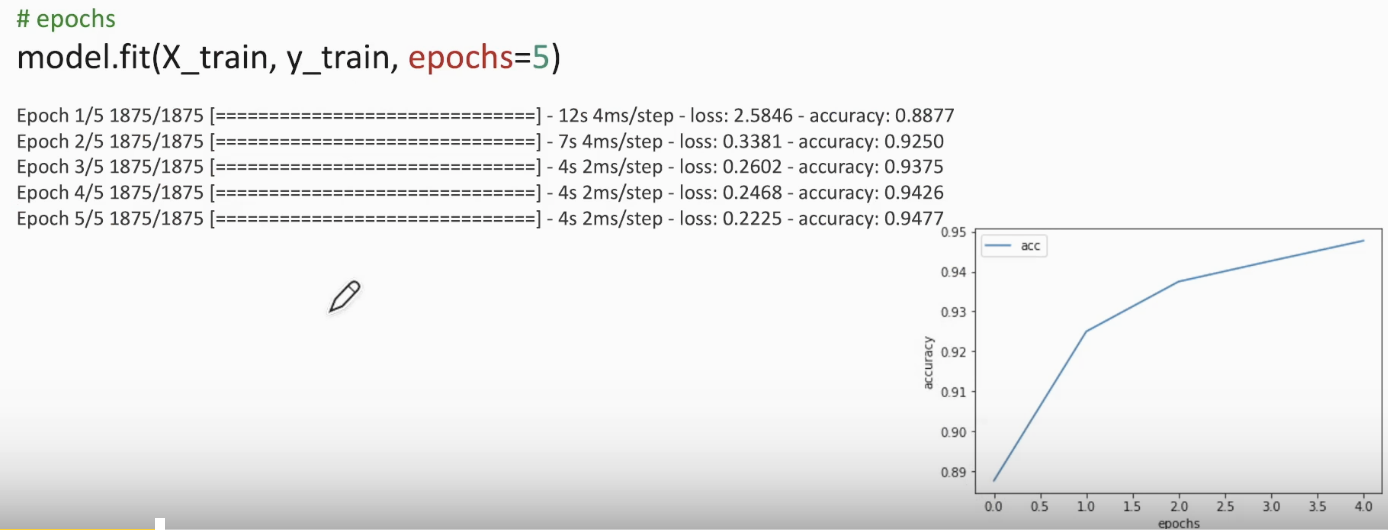 # epochs
model.fit(X_train, y_train, epochs=5)
Epoch 1/5 1875/1875 [==============================] - 12s 4ms/step - loss: 2.5846 - accuracy: 0.8877
Epoch 2/5 1875/1875 [==============================] - 7s 4ms/step - loss: 0.3381 - accuracy: 0.9250
Epoch 3/5 1875/1875 [==============================] - 4s 2ms/step - loss: 0.2602 - accuracy: 0.9375
Epoch 4/5 1875/1875 [==============================] - 4s 2ms/step - loss: 0.2468 - accuracy: 0.9426
Epoch 5/5 1875/1875 [==============================] - 4s 2ms/step - loss: 0.2225 - accuracy: 0.9477
acc
0.95
0.94
0.93
0.92
0.91
0.90
0.89
accuracy
0.0 0.5 1.0 1.5 2.0 2.5 3.0 3.5 4.0
epochs